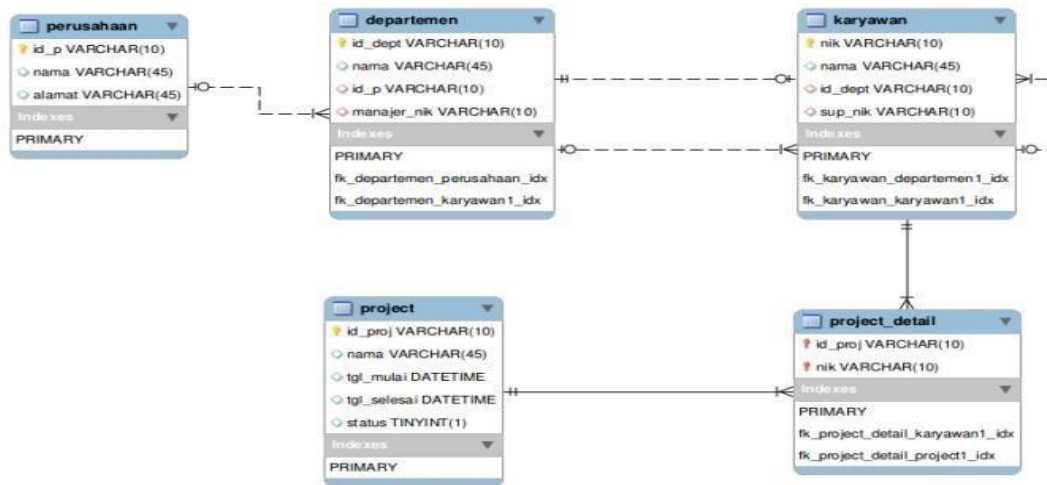 perusahaan
id_p VARCHAR(10)
nama VARCHAR(45)
alamat VARCHAR(45)
Indexes
PRIMARY
departemen
id_dept VARCHAR(10)
nama VARCHAR(45)
id_p VARCHAR(10)
manajer_nik VARCHAR(10)
Indexes
PRIMARY
fk_departemen_perusahaan_idx
fk_departemen_karyawan1_idx
karyawan
nik VARCHAR(10)
nama VARCHAR(45)
id_dept VARCHAR(10)
sup_nik VARCHAR(10)
Indexes
PRIMARY
fk_karyawan_departemen1_idx
fk_karyawan_karyawan1_idx
project
id_proj VARCHAR(10)
nama VARCHAR(45)
tgl_mulai DATETIME
tgl_selesai DATETIME
status TINYINT(1)
Indexes
PRIMARY
project_detail
id_proj VARCHAR(10)
nik VARCHAR(10)
Indexes
PRIMARY
fk_project_detail_karyawan1_idx
fk_project_detail_project1_idx